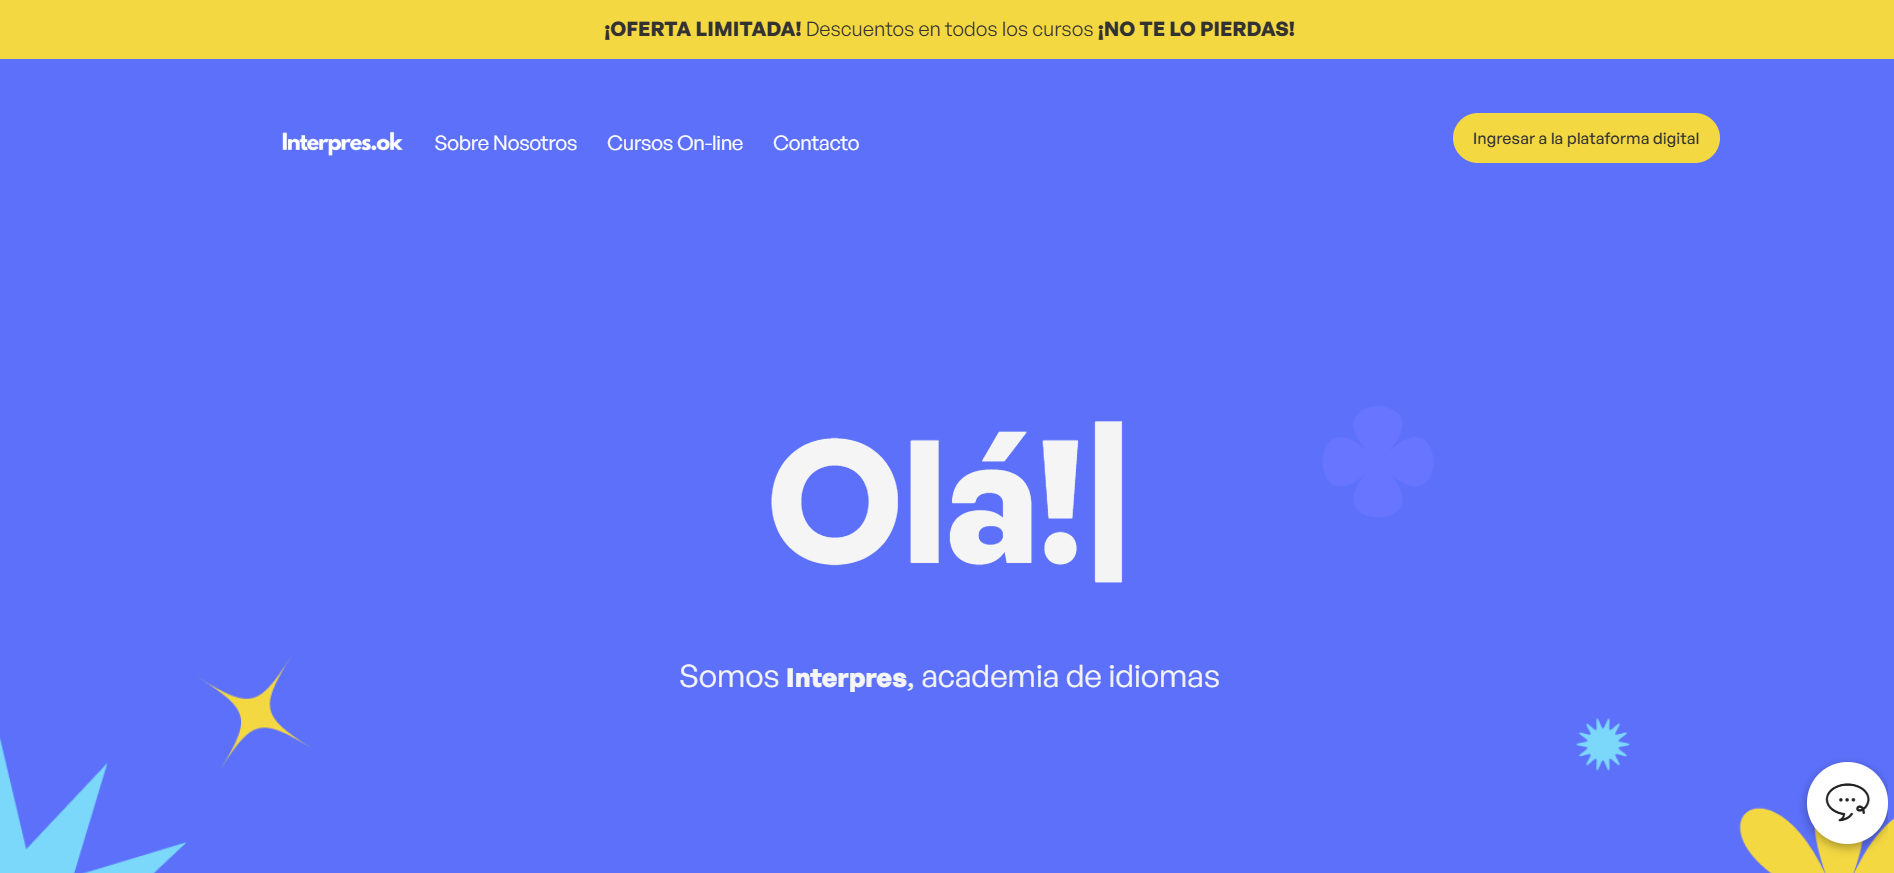 ¡OFERTA LIMITADA! Descuentos en todos los cursos ¡NO TE LO PIERDAS!
Interpres.ok Sobre Nosotros Cursos On-line Contacto Ingresar a la plataforma digital
Olá!
Somos Interpres, academia de idiomas